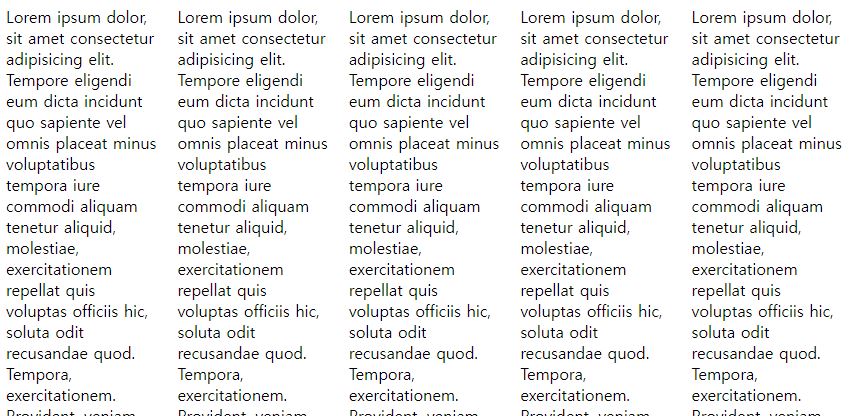 Lorem ipsum dolor,
sit amet consectetur
adipisicing elit.
Tempore eligendi
eum dicta incidunt
quo sapiente vel
omnis placeat minus
voluptatibus
tempora iure
commodi aliquam
tenetur aliquid,
molestiae,
exercitationem
repellat quis
voluptas officiis hic,
soluta odit
recusandae quod.
Tempora,
exercitationem.
Provident, veniam
Lorem ipsum dolor,
sit amet consectetur
adipisicing elit.
Tempore eligendi
eum dicta incidunt
quo sapiente vel
omnis placeat minus
voluptatibus
tempora iure
commodi aliquam
tenetur aliquid,
molestiae,
exercitationem
repellat quis
voluptas officiis hic,
soluta odit
recusandae quod.
Tempora,
exercitationem.
Provident, veniam
Lorem ipsum dolor,
sit amet consectetur
adipisicing elit.
Tempore eligendi
eum dicta incidunt
quo sapiente vel
omnis placeat minus
voluptatibus
tempora iure
commodi aliquam
tenetur aliquid,
molestiae,
exercitationem
repellat quis
voluptas officiis hic,
soluta odit
recusandae quod.
Tempora,
exercitationem.
Provident, veniam
Lorem ipsum dolor,
sit amet consectetur
adipisicing elit.
Tempore eligendi
eum dicta incidunt
quo sapiente vel
omnis placeat minus
voluptatibus
tempora iure
commodi aliquam
tenetur aliquid,
molestiae,
exercitationem
repellat quis
voluptas officiis hic,
soluta odit
recusandae quod.
Tempora,
exercitationem.
Provident, veniam
Lorem ipsum dolor,
sit amet consectetur
adipisicing elit.
Tempore eligendi
eum dicta incidunt
quo sapiente vel
omnis placeat minus
voluptatibus
tempora iure
commodi aliquam
tenetur aliquid,
molestiae,
exercitationem
repellat quis
voluptas officiis hic,
soluta odit
recusandae quod.
Tempora,
exercitationem.
Provident, veniam